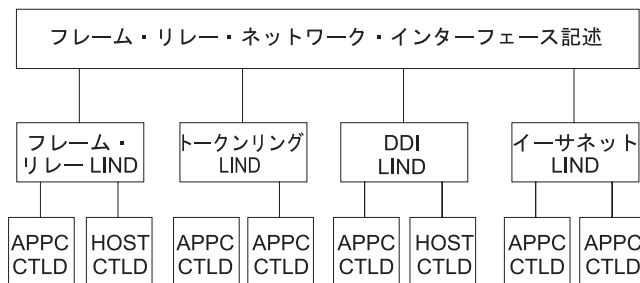 フレーム・リレー・ネットワーク・インターフェース記述
フレーム・
リレー LIND
トークンリング
LIND
DDI
LIND
イーサネット
LIND
APPC
CTLD
HOST
CTLD
APPC
CTLD
APPC
CTLD
APPC
CTLD
HOST
CTLD
APPC
CTLD
APPC
CTLD